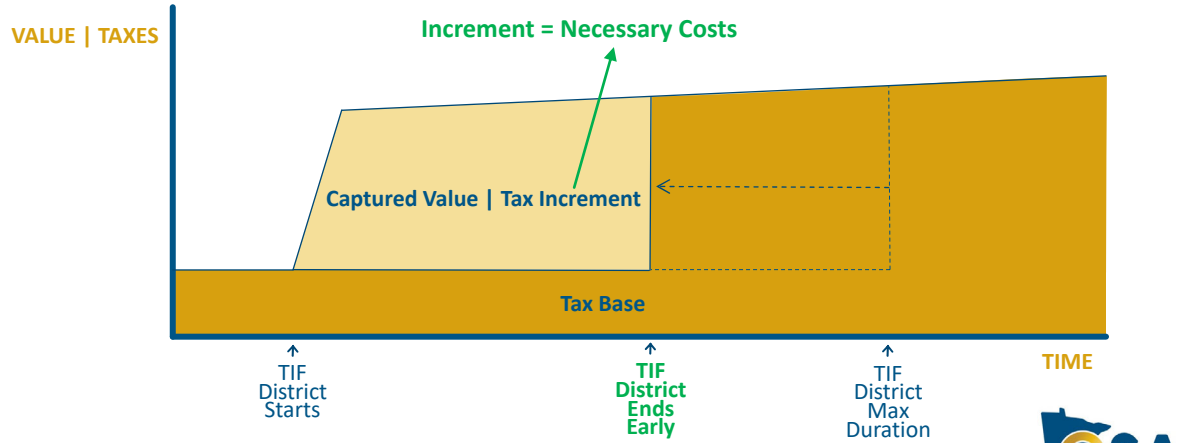 Increment = Necessary Costs
VALUE | TAXES
Captured Value | Tax Increment
Tax Base
TIME
TIF
District
Starts
TIF
District
Ends
Early
TIF
District
Max
Duration